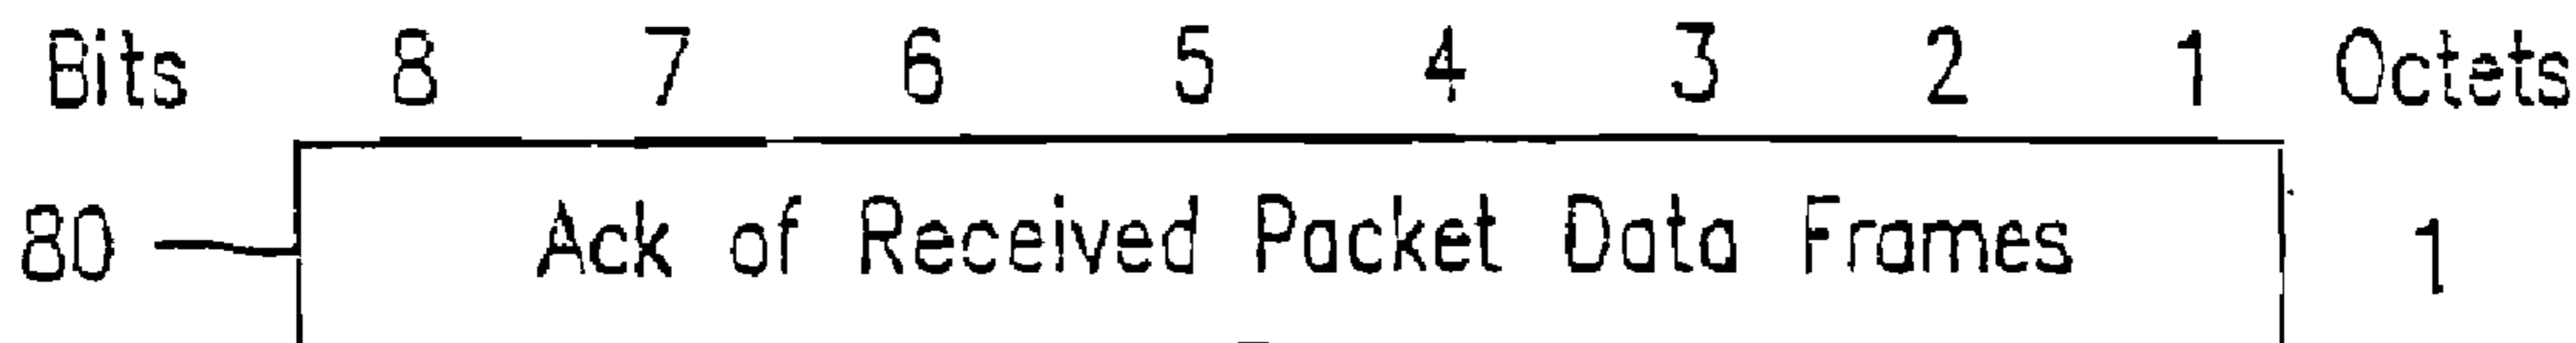 Bits 8 7 6 5 4 3 2 1 Octets
80 Ack of Received Packet Data Frames 1